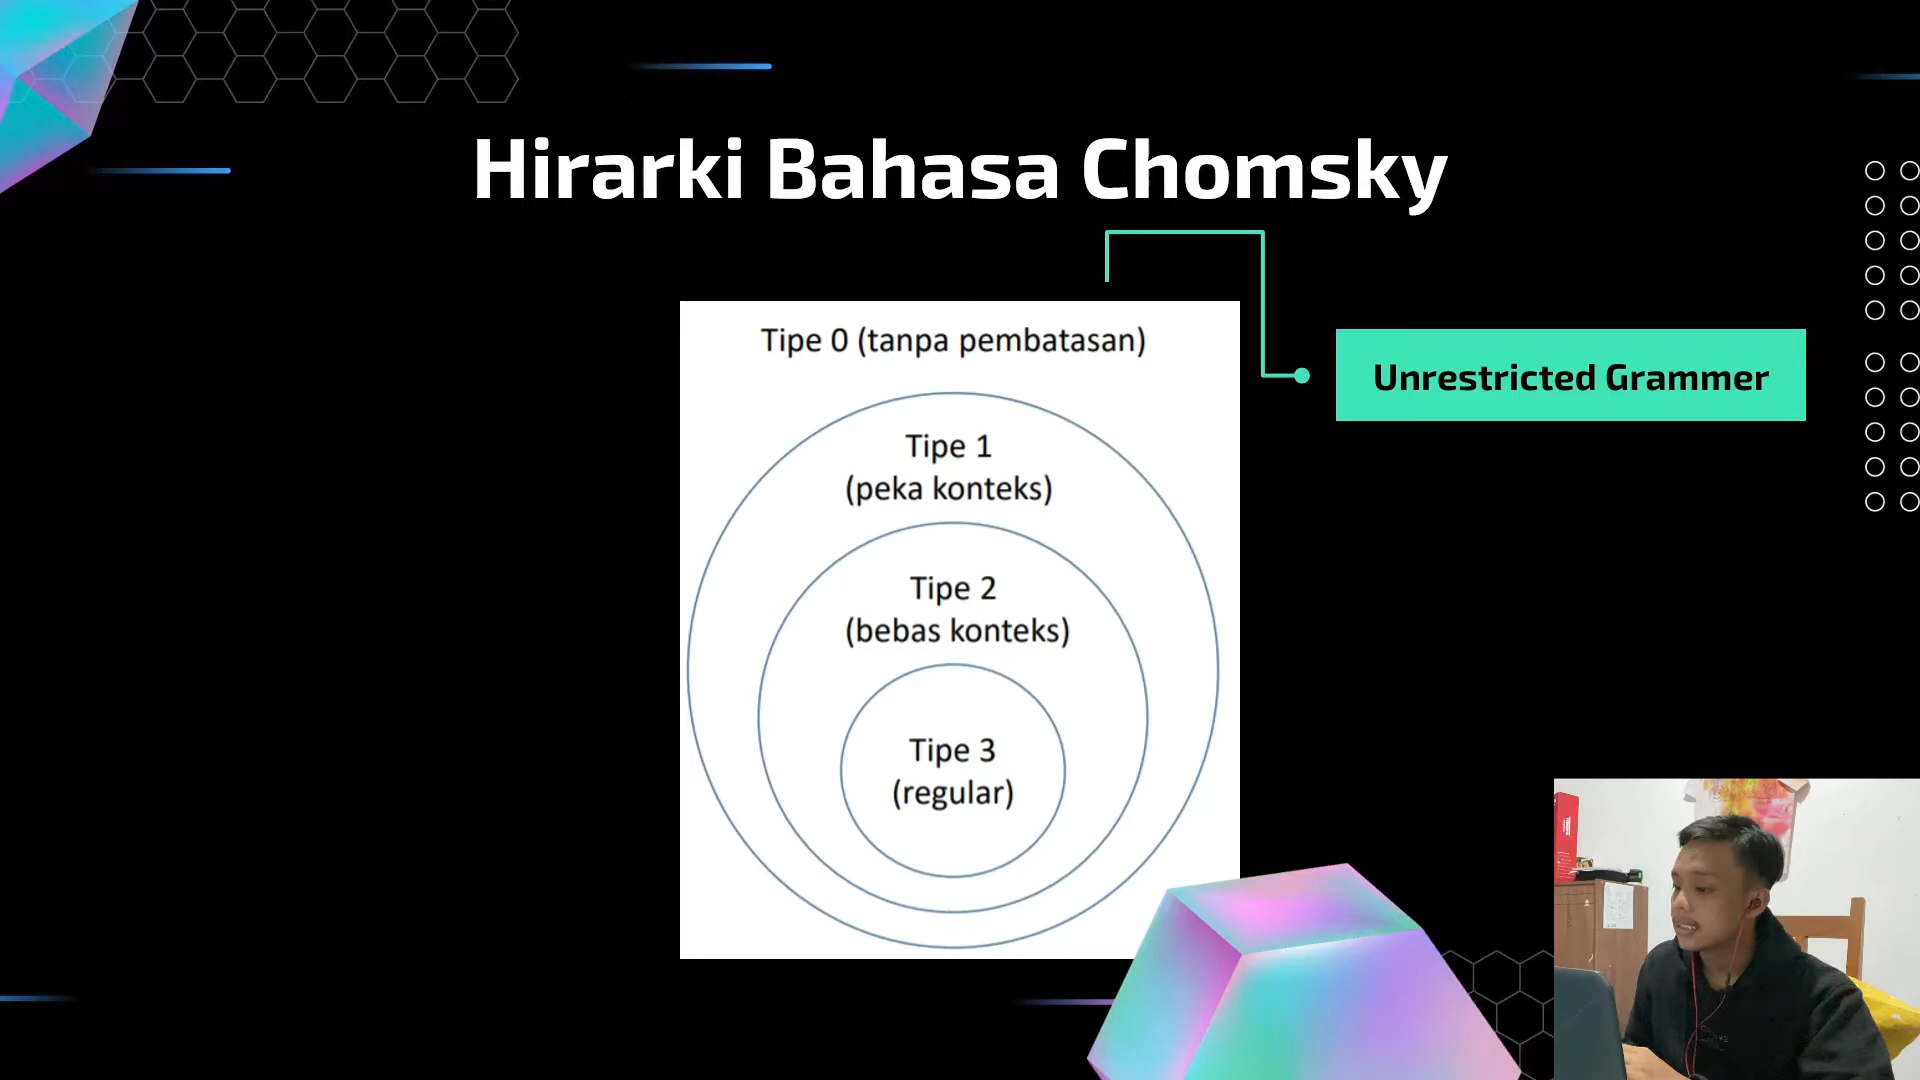 Hirarki Bahasa Chomsky
Tipe 0 (tanpa pembatasan)
Unrestricted Grammer
Tipe 1
(peka konteks)
Tipe 2
(bebas konteks)
Tipe 3
(regular)